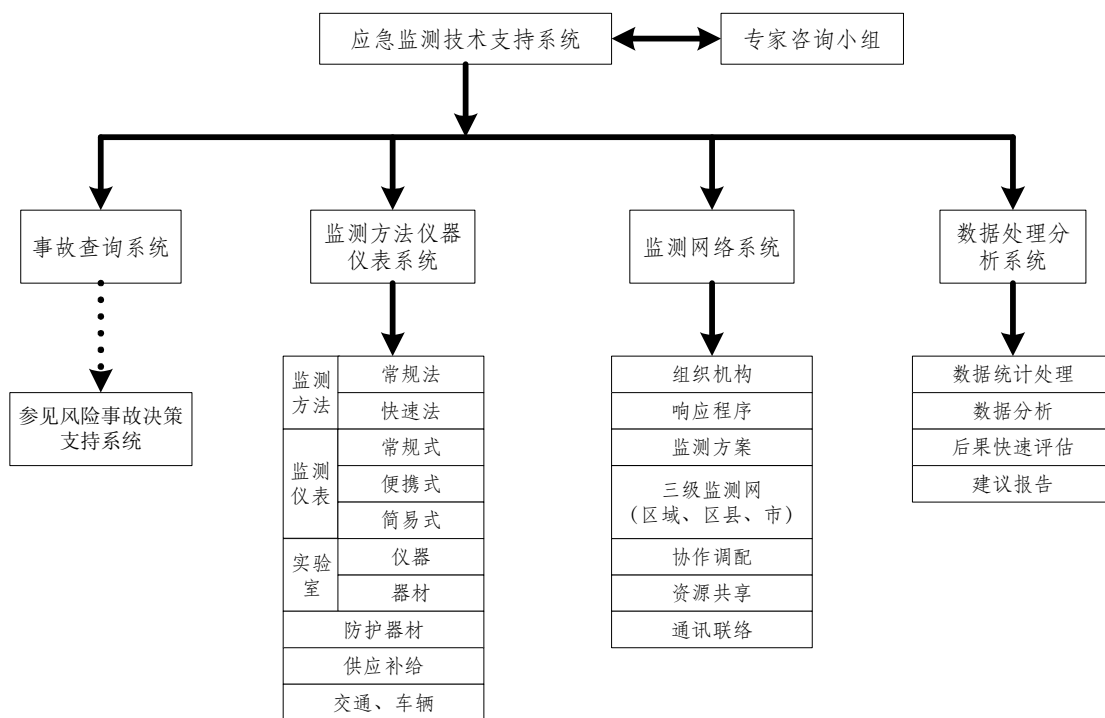 应急监测技术支持系统
专家咨询小组
事故查询系统
监测方法仪器
仪表系统
监测网络系统
数据处理分
析系统
参见风险事故决策
支持系统
监测
方法
常规法
快速法
监测
仪表
常规式
便携式
简易式
实验
室
仪器
器材
防护器材
供应补给
交通、车辆
组织机构
响应程序
监测方案
三级监测网
（区域、区县、市）
协作调配
资源共享
通讯联络
数据统计处理
数据分析
后果快速评估
建议报告